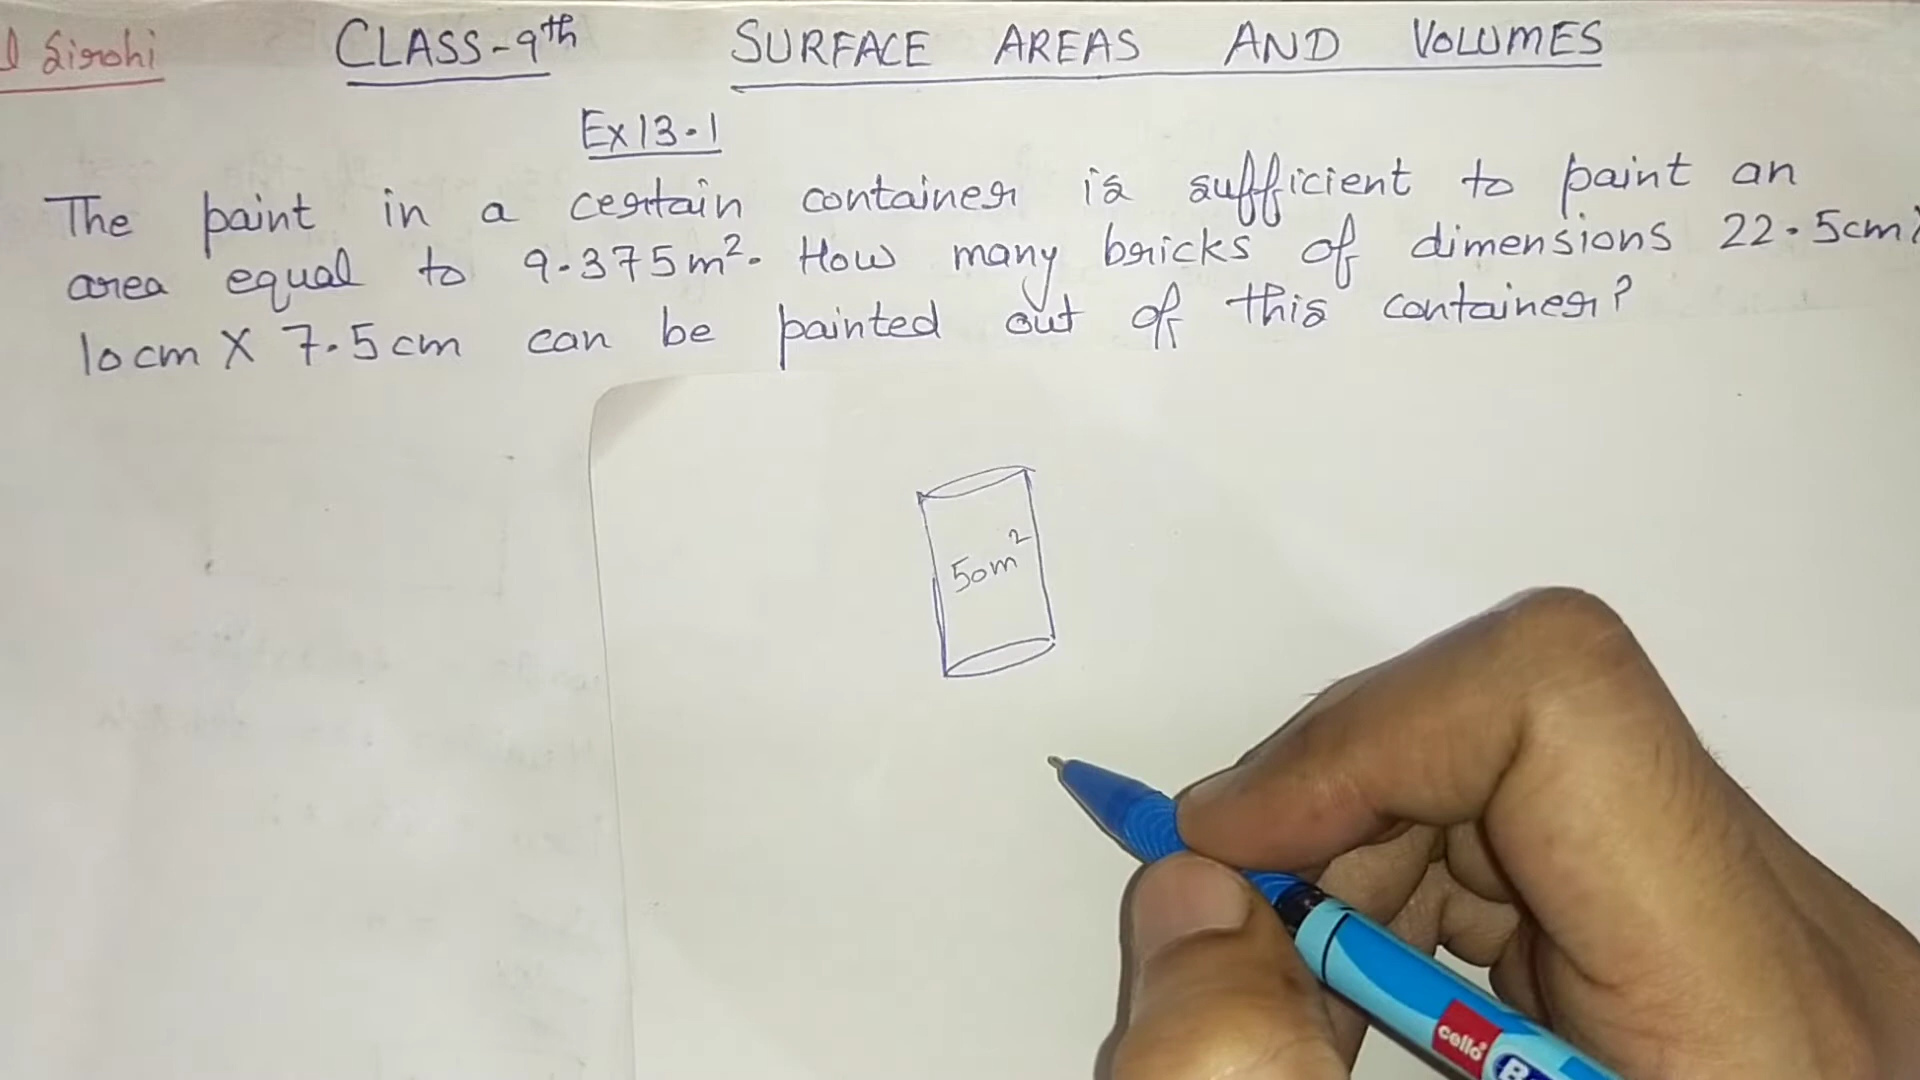 Sirohi CLASS-9th SURFACE AREAS AND VOLUMES
Ex 13.1
The paint in a certain container is sufficient to paint an
area equal to 9.375m². How many bricks of dimensions 22.5cm X
10cm X 7.5cm can be painted out of this container?
50m²
cello